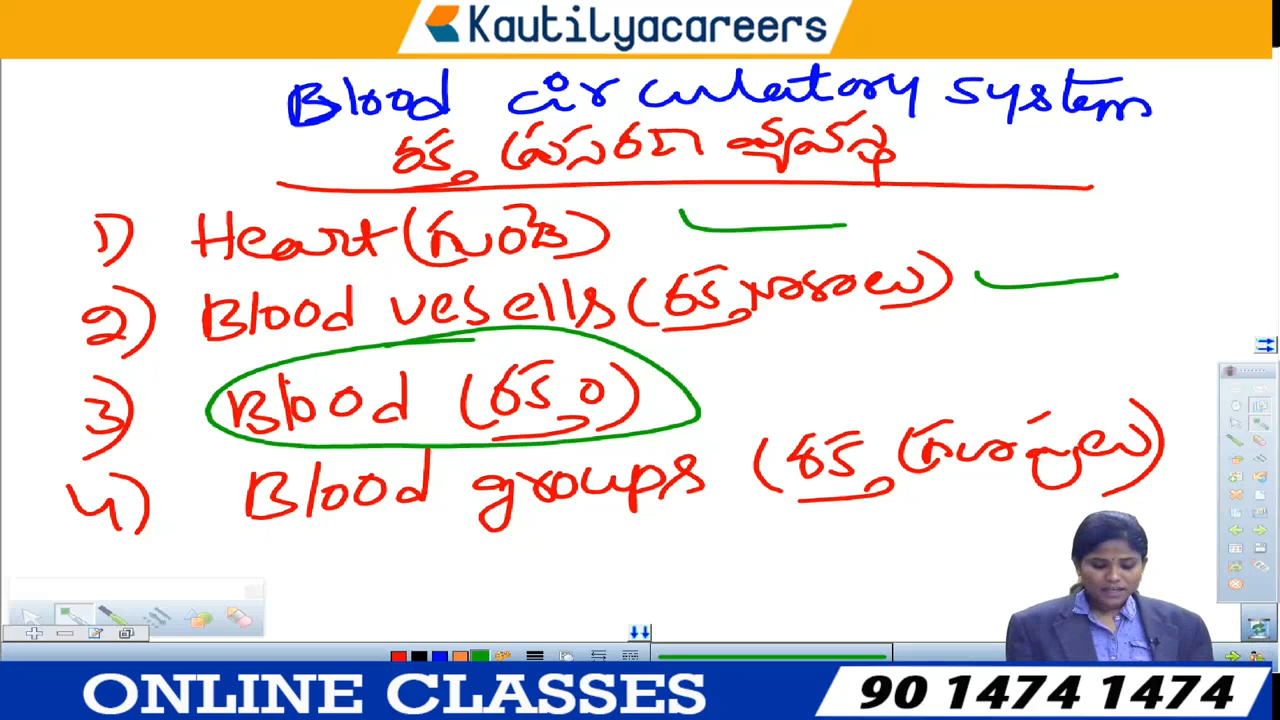 Kautilyacareers
Blood circulatory system
రక్త ప్రసరణ వ్యవస్థ
1) Heart (గుండె)
2) Blood vesells (రక్తనాళాలు)
3) Blood (రక్తం)
4) Blood groups (రక్త గ్రూపులు)
ONLINE CLASSES
90 1474 1474